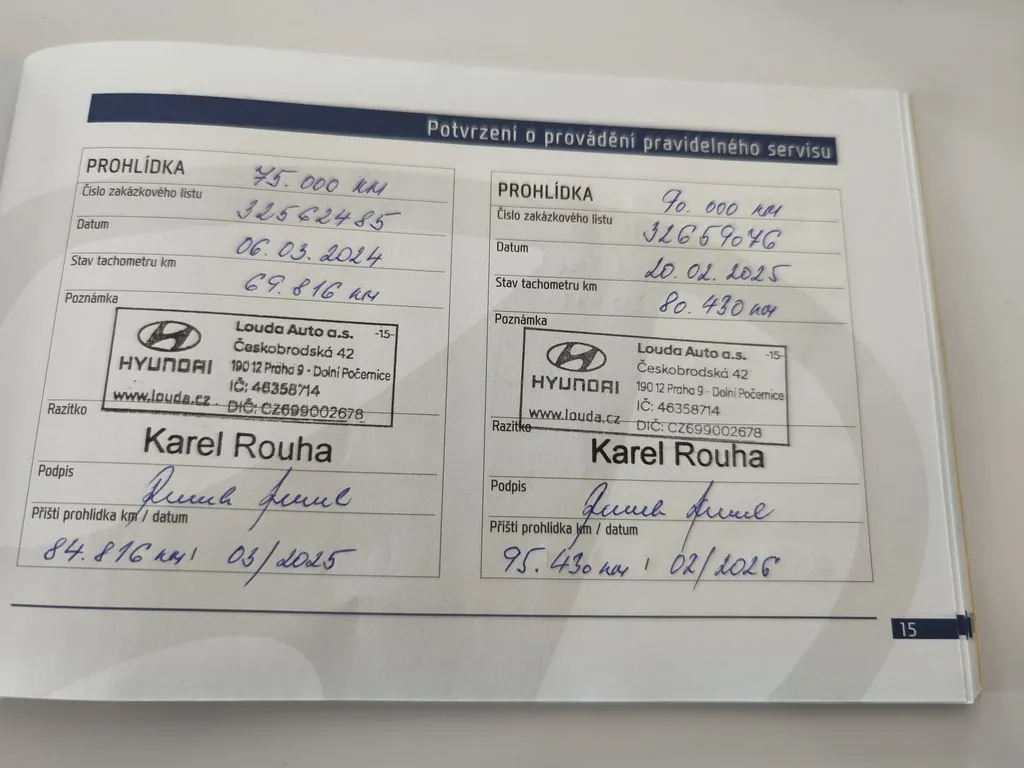 Potvrzení o provádění pravidelného servisu
PROHLÍDKA 75.000 KM
Číslo zakázkového listu 32562485
Datum 06.03.2024
Stav tachometru km 69.816 KM
Poznámka
HYUNDAI
www.louda.cz
Louda Auto a.s. -15-
Českobrodská 42
190 12 Praha 9 - Dolní Počernice
IČ: 46358714
DIČ: CZ699002678
Razítko
Karel Rouha
Podpis
Příští prohlídka km / datum
84.816 KM / 03/2025
PROHLÍDKA 90.000 KM
Číslo zakázkového listu 32659076
Datum 20.02.2025
Stav tachometru km 80.430 KM
Poznámka
HYUNDAI
www.louda.cz
Louda Auto a.s. -15-
Českobrodská 42
190 12 Praha 9 - Dolní Počernice
IČ: 46358714
DIČ: CZ699002678
Razítko
Karel Rouha
Podpis
Příští prohlídka km / datum
95.430 KM / 02/2026
15